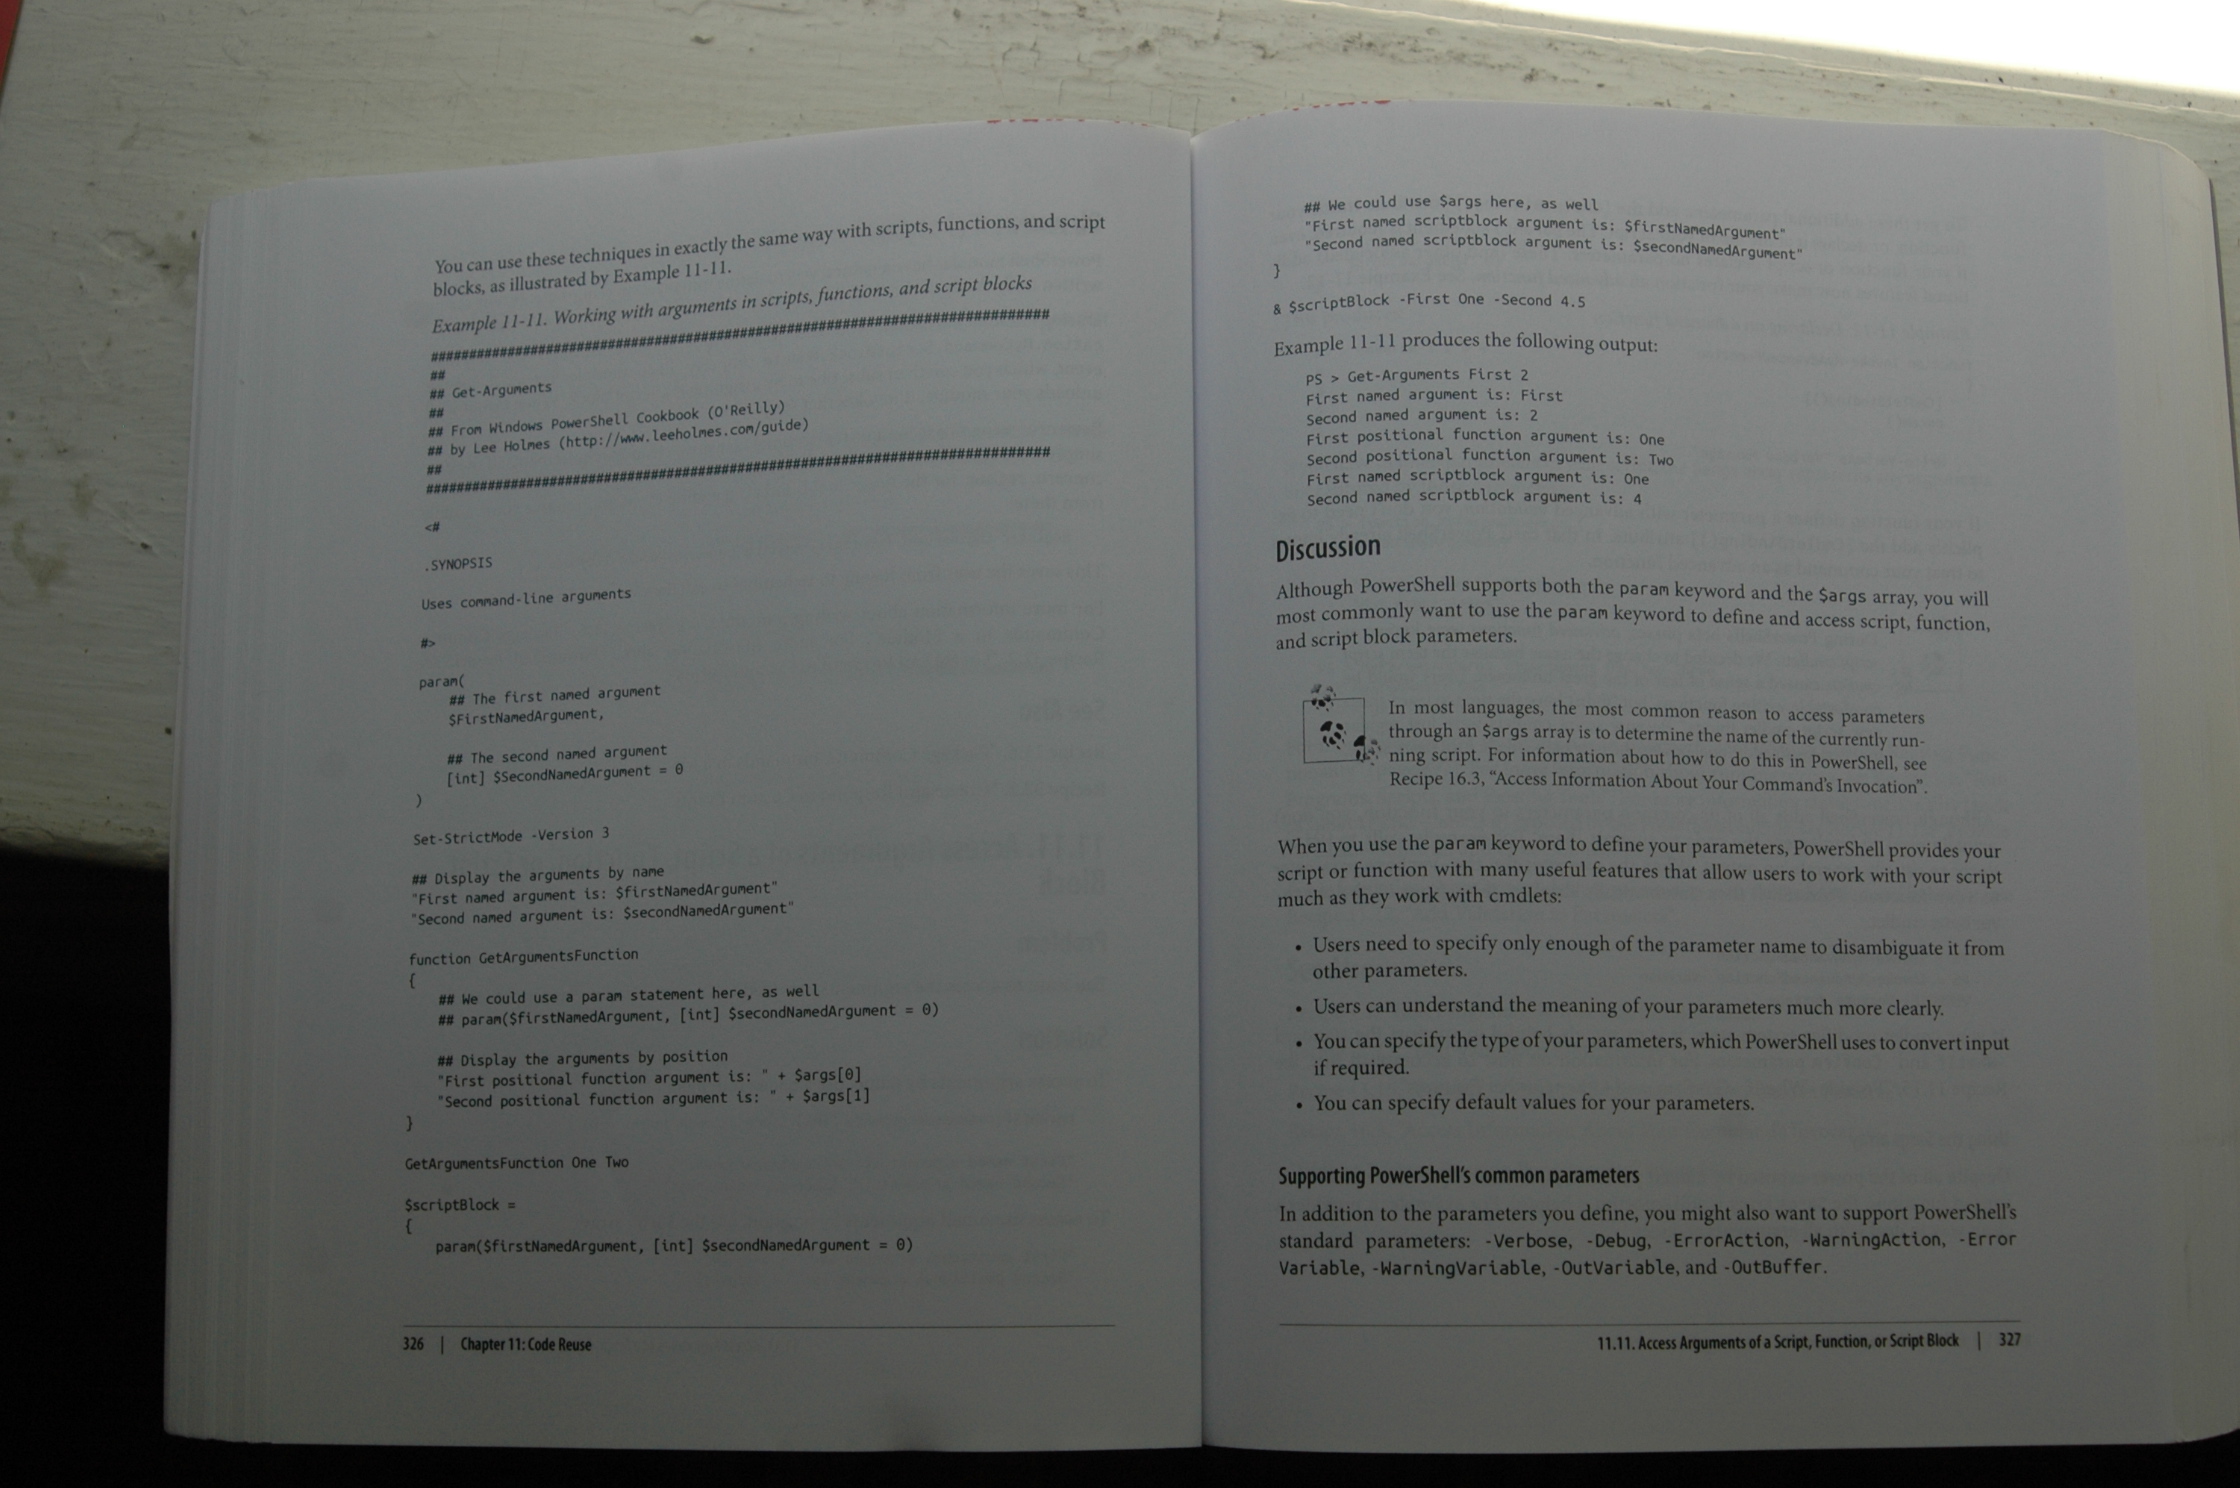 You can use these techniques in exactly the same way with scripts, functions, and script
blocks, as illustrated by Example 11-11.
Example 11-11. Working with arguments in scripts, functions, and script blocks
##############################################################################
##
## Get-Arguments
##
## From Windows PowerShell Cookbook (O'Reilly)
## by Lee Holmes (http://www.leeholmes.com/guide)
##
##############################################################################
<#
.SYNOPSIS
Uses command-line arguments
#>
param(
## The first named argument
$FirstNamedArgument,
## The second named argument
[int] $SecondNamedArgument = 0
)
Set-StrictMode -Version 3
## Display the arguments by name
"First named argument is: $firstNamedArgument"
"Second named argument is: $secondNamedArgument"
function GetArgumentsFunction
{
## We could use a param statement here, as well
## param($firstNamedArgument, [int] $secondNamedArgument = 0)
## Display the arguments by position
"First positional function argument is: " + $args[0]
"Second positional function argument is: " + $args[1]
}
GetArgumentsFunction One Two
$scriptBlock =
{
param($firstNamedArgument, [int] $secondNamedArgument = 0)
326 | Chapter 11: Code Reuse
## We could use $args here, as well
"First named scriptblock argument is: $firstNamedArgument"
"Second named scriptblock argument is: $secondNamedArgument"
}
& $scriptBlock -First One -Second 4.5
Example 11-11 produces the following output:
PS > Get-Arguments First 2
First named argument is: First
Second named argument is: 2
First positional function argument is: One
Second positional function argument is: Two
First named scriptblock argument is: One
Second named scriptblock argument is: 4
Discussion
Although PowerShell supports both the param keyword and the $args array, you will
most commonly want to use the param keyword to define and access script, function,
and script block parameters.
In most languages, the most common reason to access parameters
through an $args array is to determine the name of the currently run-
ning script. For information about how to do this in PowerShell, see
Recipe 16.3, “Access Information About Your Command’s Invocation”.
When you use the param keyword to define your parameters, PowerShell provides your
script or function with many useful features that allow users to work with your script
much as they work with cmdlets:
• Users need to specify only enough of the parameter name to disambiguate it from
other parameters.
• Users can understand the meaning of your parameters much more clearly.
• You can specify the type of your parameters, which PowerShell uses to convert input
if required.
• You can specify default values for your parameters.
Supporting PowerShell’s common parameters
In addition to the parameters you define, you might also want to support PowerShell’s
standard parameters: -Verbose, -Debug, -ErrorAction, -WarningAction, -Error
Variable, -WarningVariable, -OutVariable, and -OutBuffer.
11.11. Access Arguments of a Script, Function, or Script Block | 327